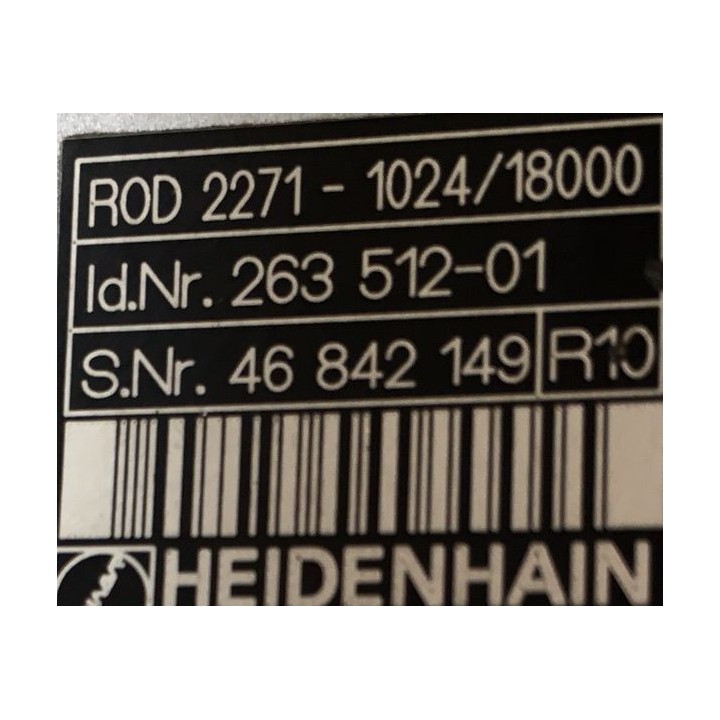 ROD 2271 - 1024/18000
Id.Nr. 263 512-01
S.Nr. 46 842 149 R10
HEIDENHAIN